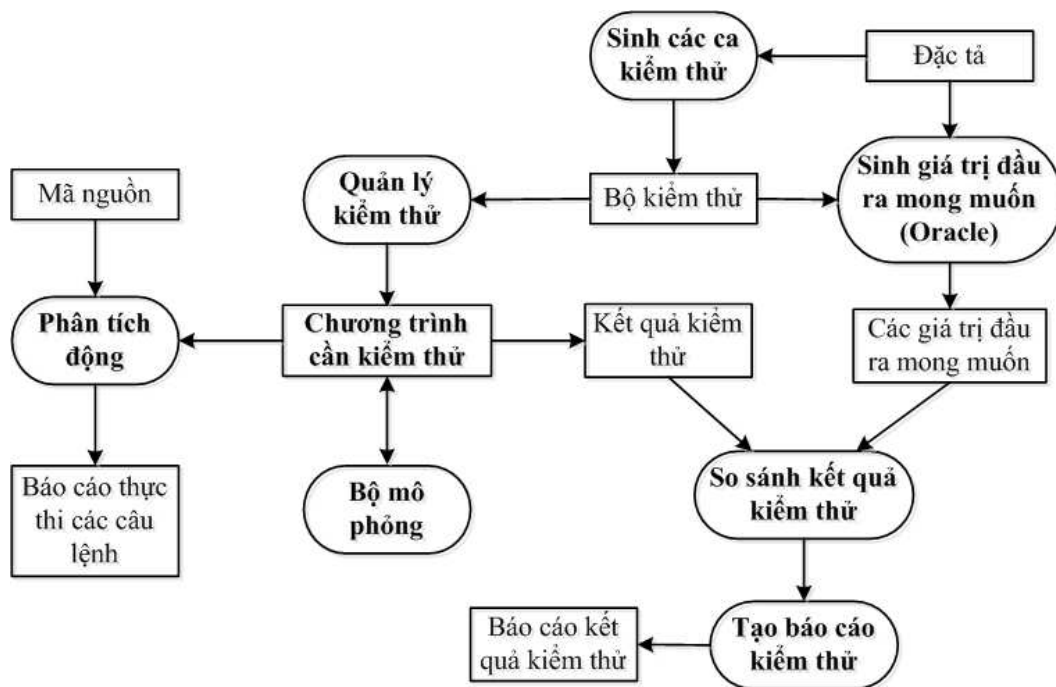 Sinh các ca
kiểm thử
Đặc tả
Mã nguồn
Quản lý
kiểm thử
Bộ kiểm thử
Sinh giá trị đầu
ra mong muốn
(Oracle)
Phân tích
động
Chương trình
cần kiểm thử
Kết quả kiểm
thử
Các giá trị đầu
ra mong muốn
Báo cáo thực
thi các câu
lệnh
Bộ mô
phỏng
So sánh kết quả
kiểm thử
Báo cáo kết
quả kiểm thử
Tạo báo cáo
kiểm thử